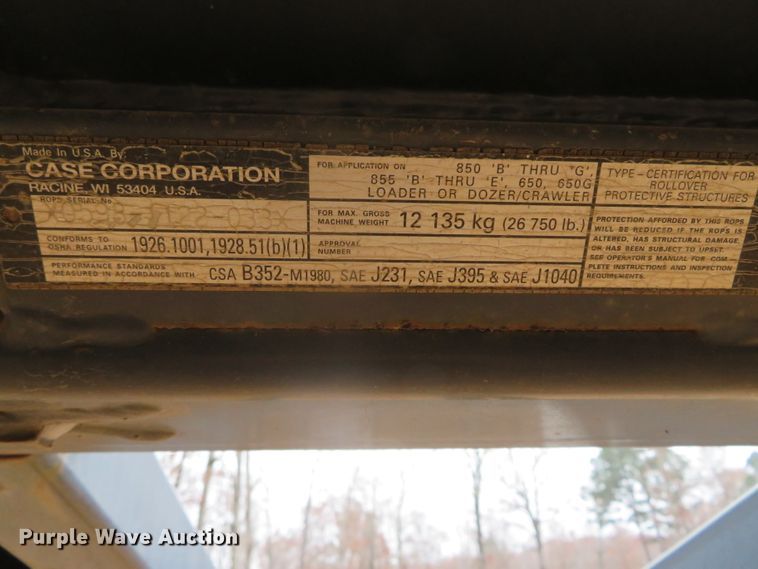 Made in U.S.A. By:
CASE CORPORATION
RACINE, WI 53404 U.S.A.
ROPS SERIAL No.
CONFORMS TO
OSHA REGULATION 1926.1001,1928.51(b)(1)
PERFORMANCE STANDARDS
MEASURED IN ACCORDANCE WITH CSA B352-M1980, SAE J231, SAE J395 & SAE J1040
FOR APPLICATION ON 850 'B' THRU 'G',
855 'B' THRU 'E', 650, 650G
LOADER OR DOZER/CRAWLER
FOR MAX. GROSS
MACHINE WEIGHT 12 135 kg (26 750 lb.)
APPROVAL
NUMBER
TYPE - CERTIFICATION FOR
ROLLOVER
PROTECTIVE STRUCTURES
PROTECTION AFFORDED BY THIS ROPS
WILL BE REDUCED IF THE ROPS IS
ALTERED, HAS STRUCTURAL DAMAGE,
OR HAS BEEN SUBJECT TO UPSET.
SEE OPERATOR'S MANUAL FOR COM-
PLETE INSTRUCTIONS AND INSPECTION
REQUIREMENTS.
Purple Wave Auction